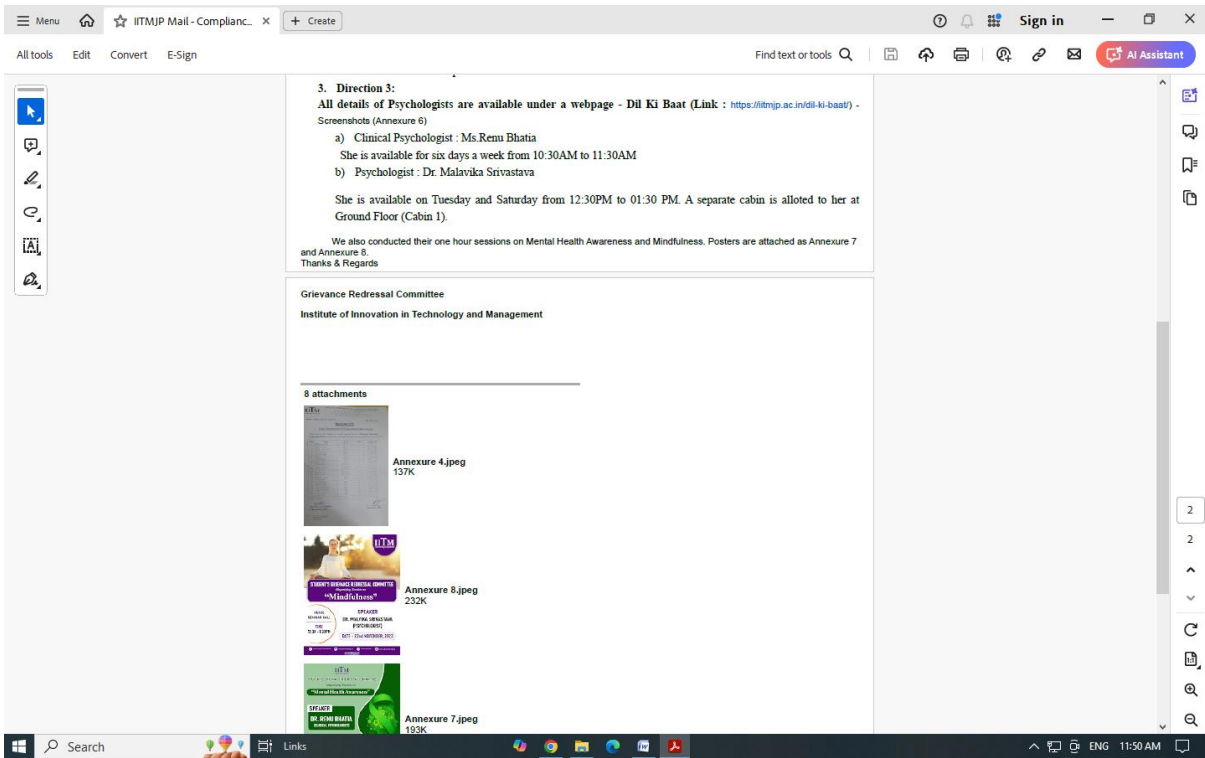 Menu
IITMJP Mail - Complianc...
+ Create
Sign in
All tools
Edit
Convert
E-Sign
Find text or tools
AI Assistant
3. Direction 3:
All details of Psychologists are available under a webpage - Dil Ki Baat (Link : https://iitmjp.ac.in/dil-ki-baat/) -
Screenshots (Annexure 6)
a) Clinical Psychologist : Ms.Renu Bhatia
She is available for six days a week from 10:30AM to 11:30AM
b) Psychologist : Dr. Malavika Srivastava
She is available on Tuesday and Saturday from 12:30PM to 01:30 PM. A separate cabin is alloted to her at
Ground Floor (Cabin 1).
We also conducted their one hour sessions on Mental Health Awareness and Mindfulness. Posters are attached as Annexure 7
and Annexure 8.
Thanks & Regards
Grievance Redressal Committee
Institute of Innovation in Technology and Management
8 attachments
IITM
Annexure 4.jpeg
137K
IITM
STUDENT'S GRIEVANCE REDRESSAL COMMITTEE
"Mindfulness"
SPEAKER
(PSYCHOLOGIST)
Annexure 8.jpeg
232K
IITM
"Mental Health Awareness"
SPEAKER
DR. RENU BHATIA
Annexure 7.jpeg
193K
2
2
Search
Links
ENG
11:50 AM